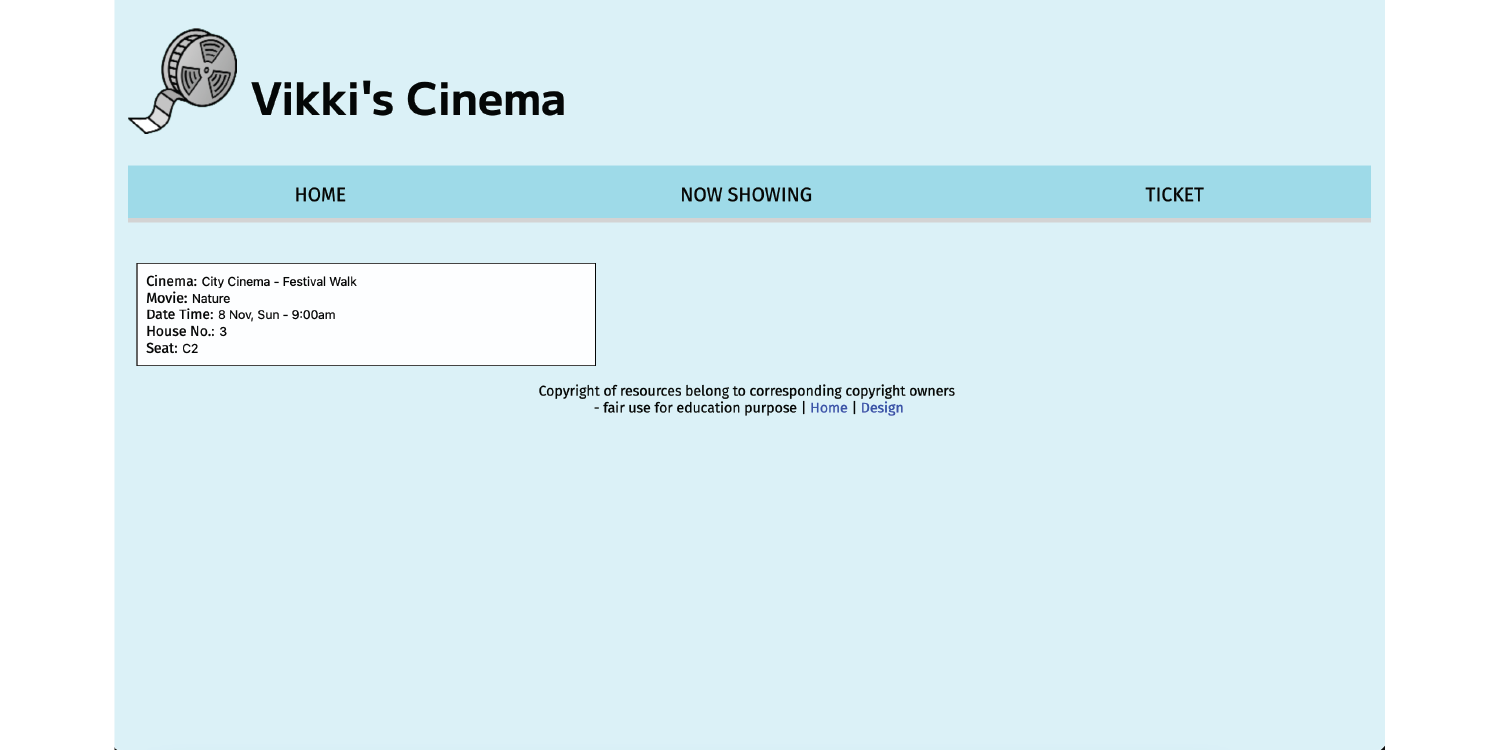 Vikki's Cinema
HOME NOW SHOWING TICKET
Cinema: City Cinema - Festival Walk
Movie: Nature
Date Time: 8 Nov, Sun - 9:00am
House No.: 3
Seat: C2
Copyright of resources belong to corresponding copyright owners
- fair use for education purpose | Home | Design